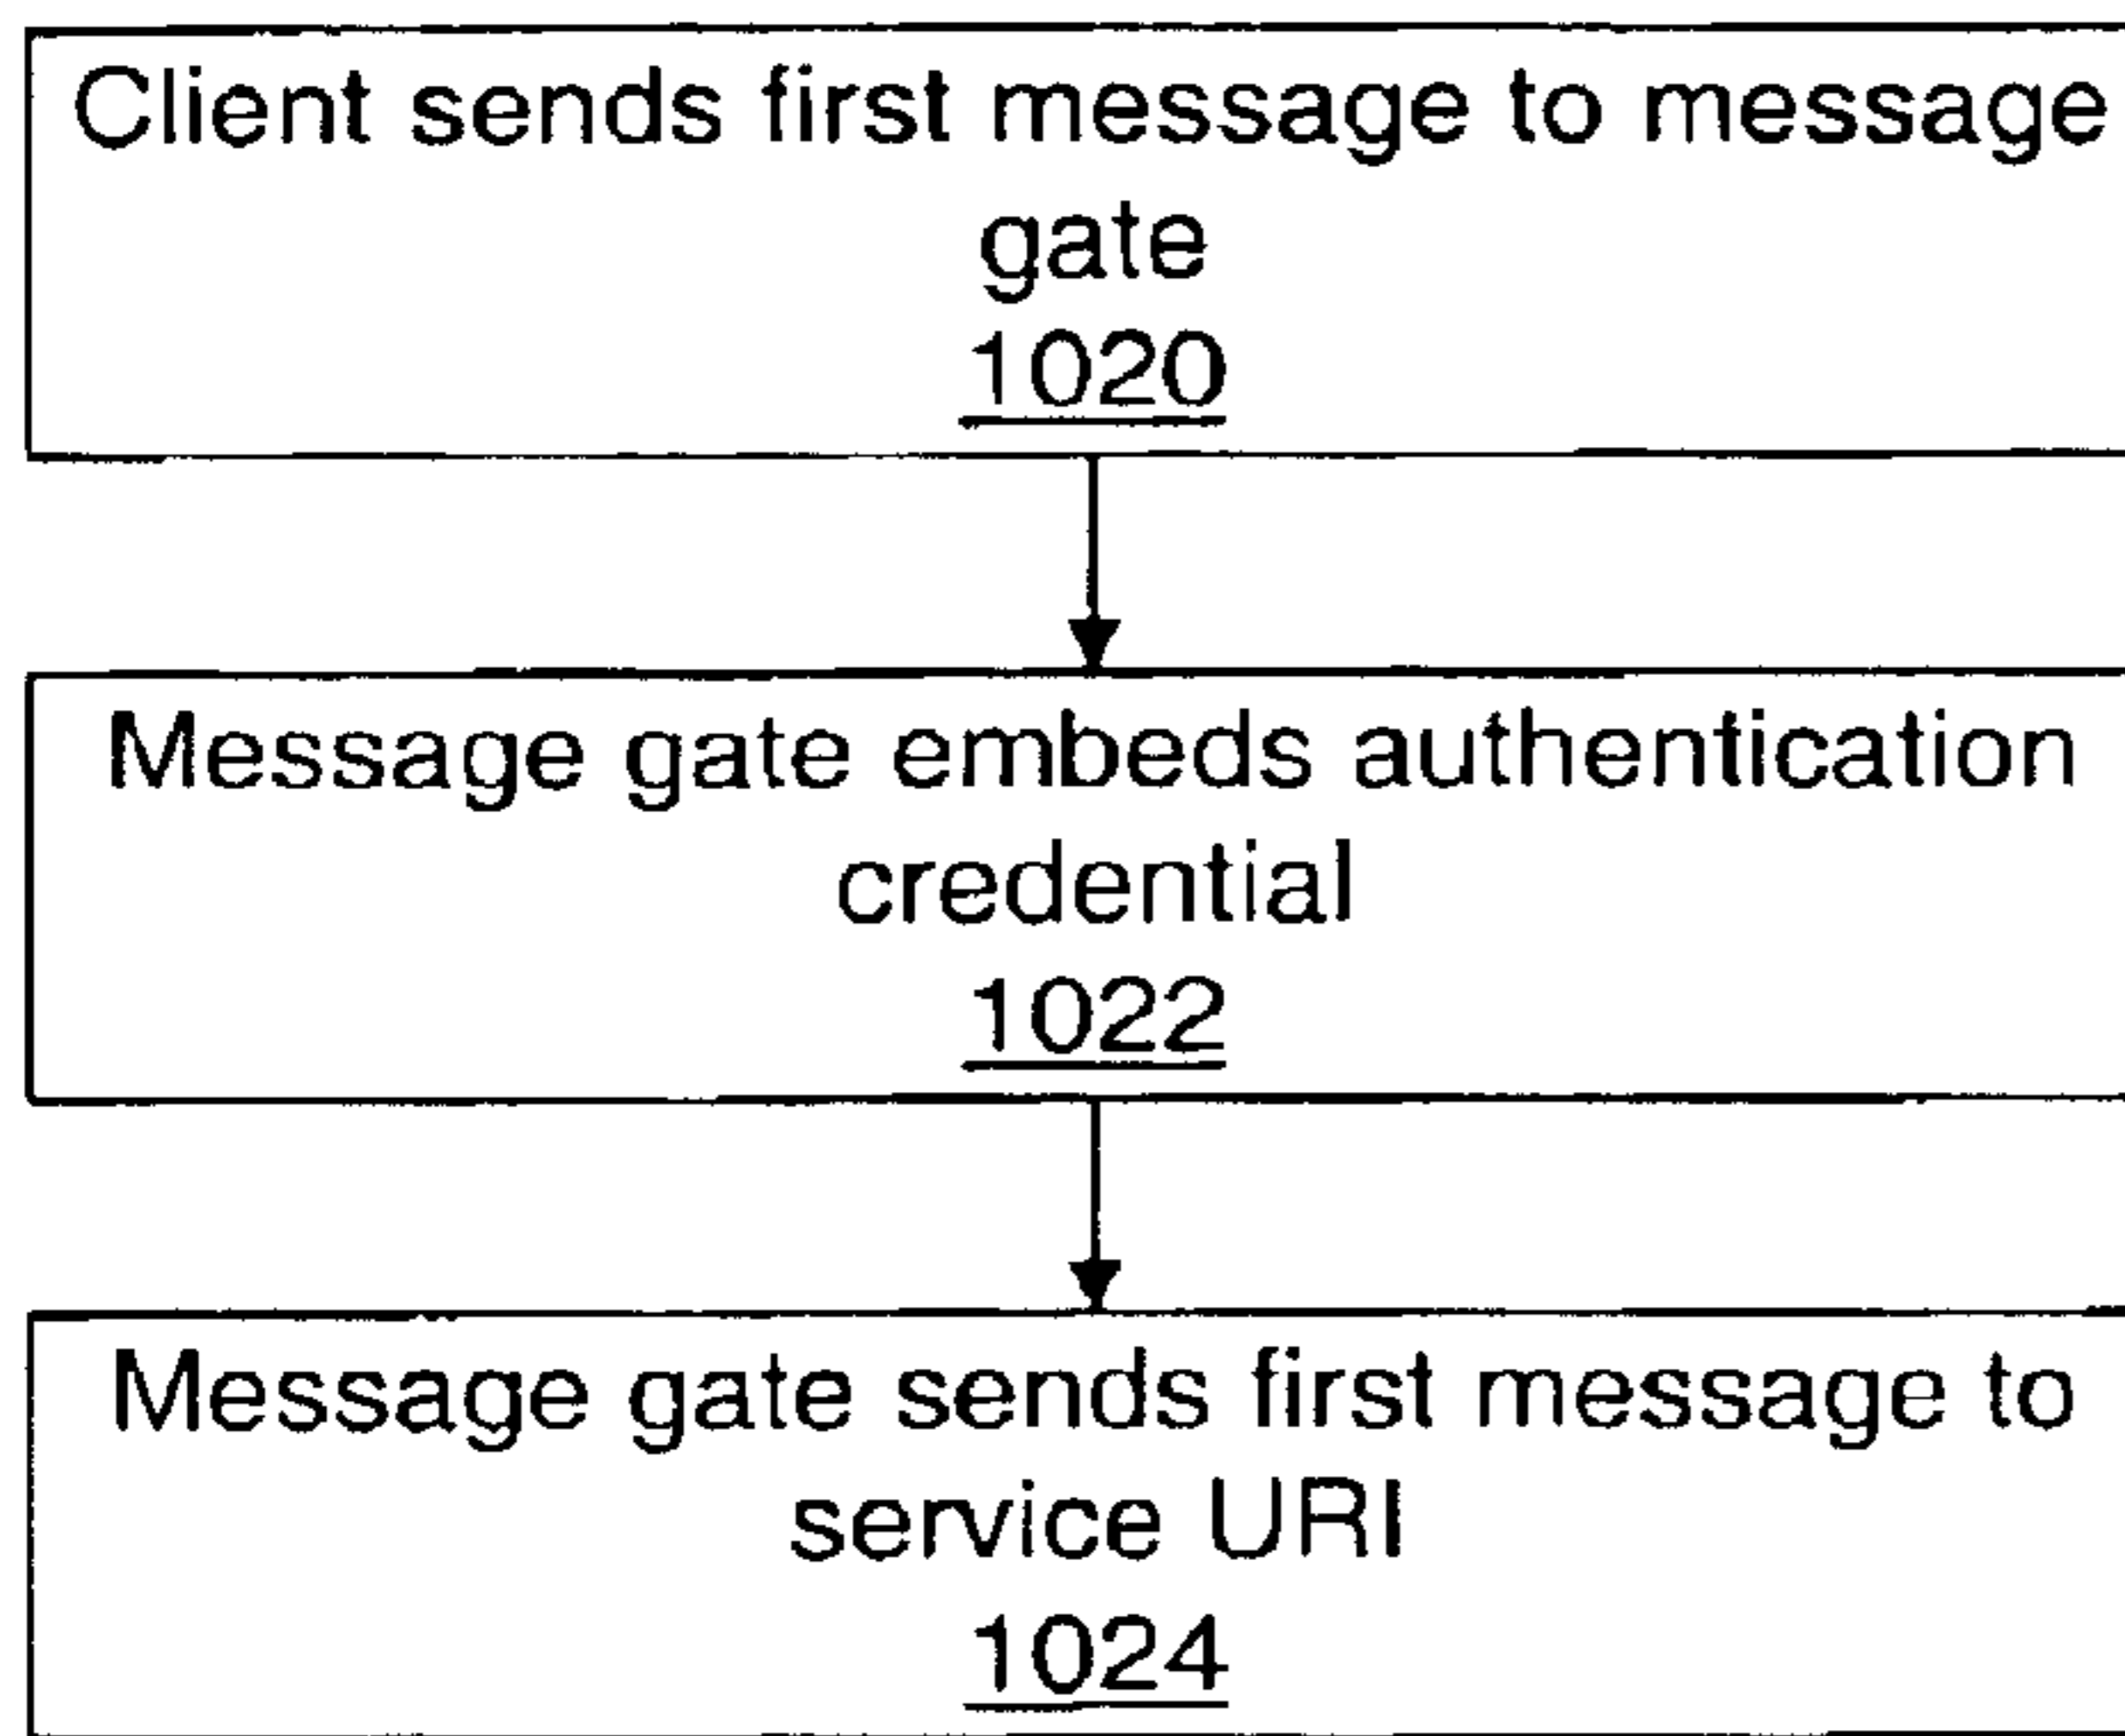 Client sends first message to message
gate
1020
Message gate embeds authentication
credential
1022
Message gate sends first message to
service URI
1024